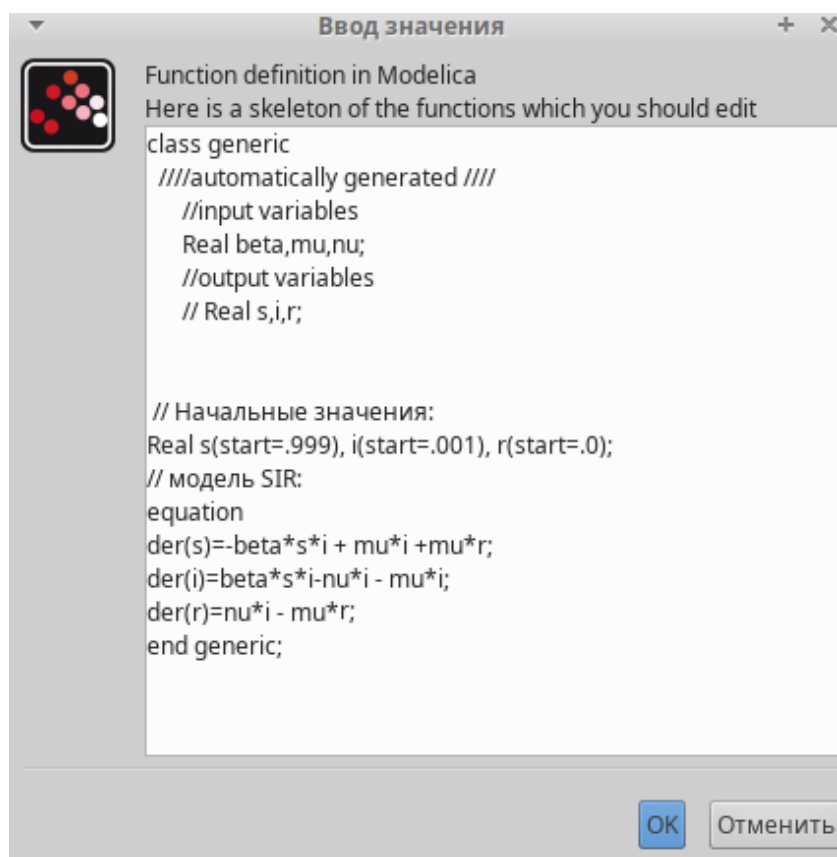 Ввод значения
Function definition in Modelica
Here is a skeleton of the functions which you should edit
class generic
////automatically generated ////
//input variables
Real beta,mu,nu;
//output variables
// Real s,i,r;
// Начальные значения:
Real s(start=.999), i(start=.001), r(start=.0);
// модель SIR:
equation
der(s)=-beta*s*i + mu*i +mu*r;
der(i)=beta*s*i-nu*i - mu*i;
der(r)=nu*i - mu*r;
end generic;
OK
Отменить